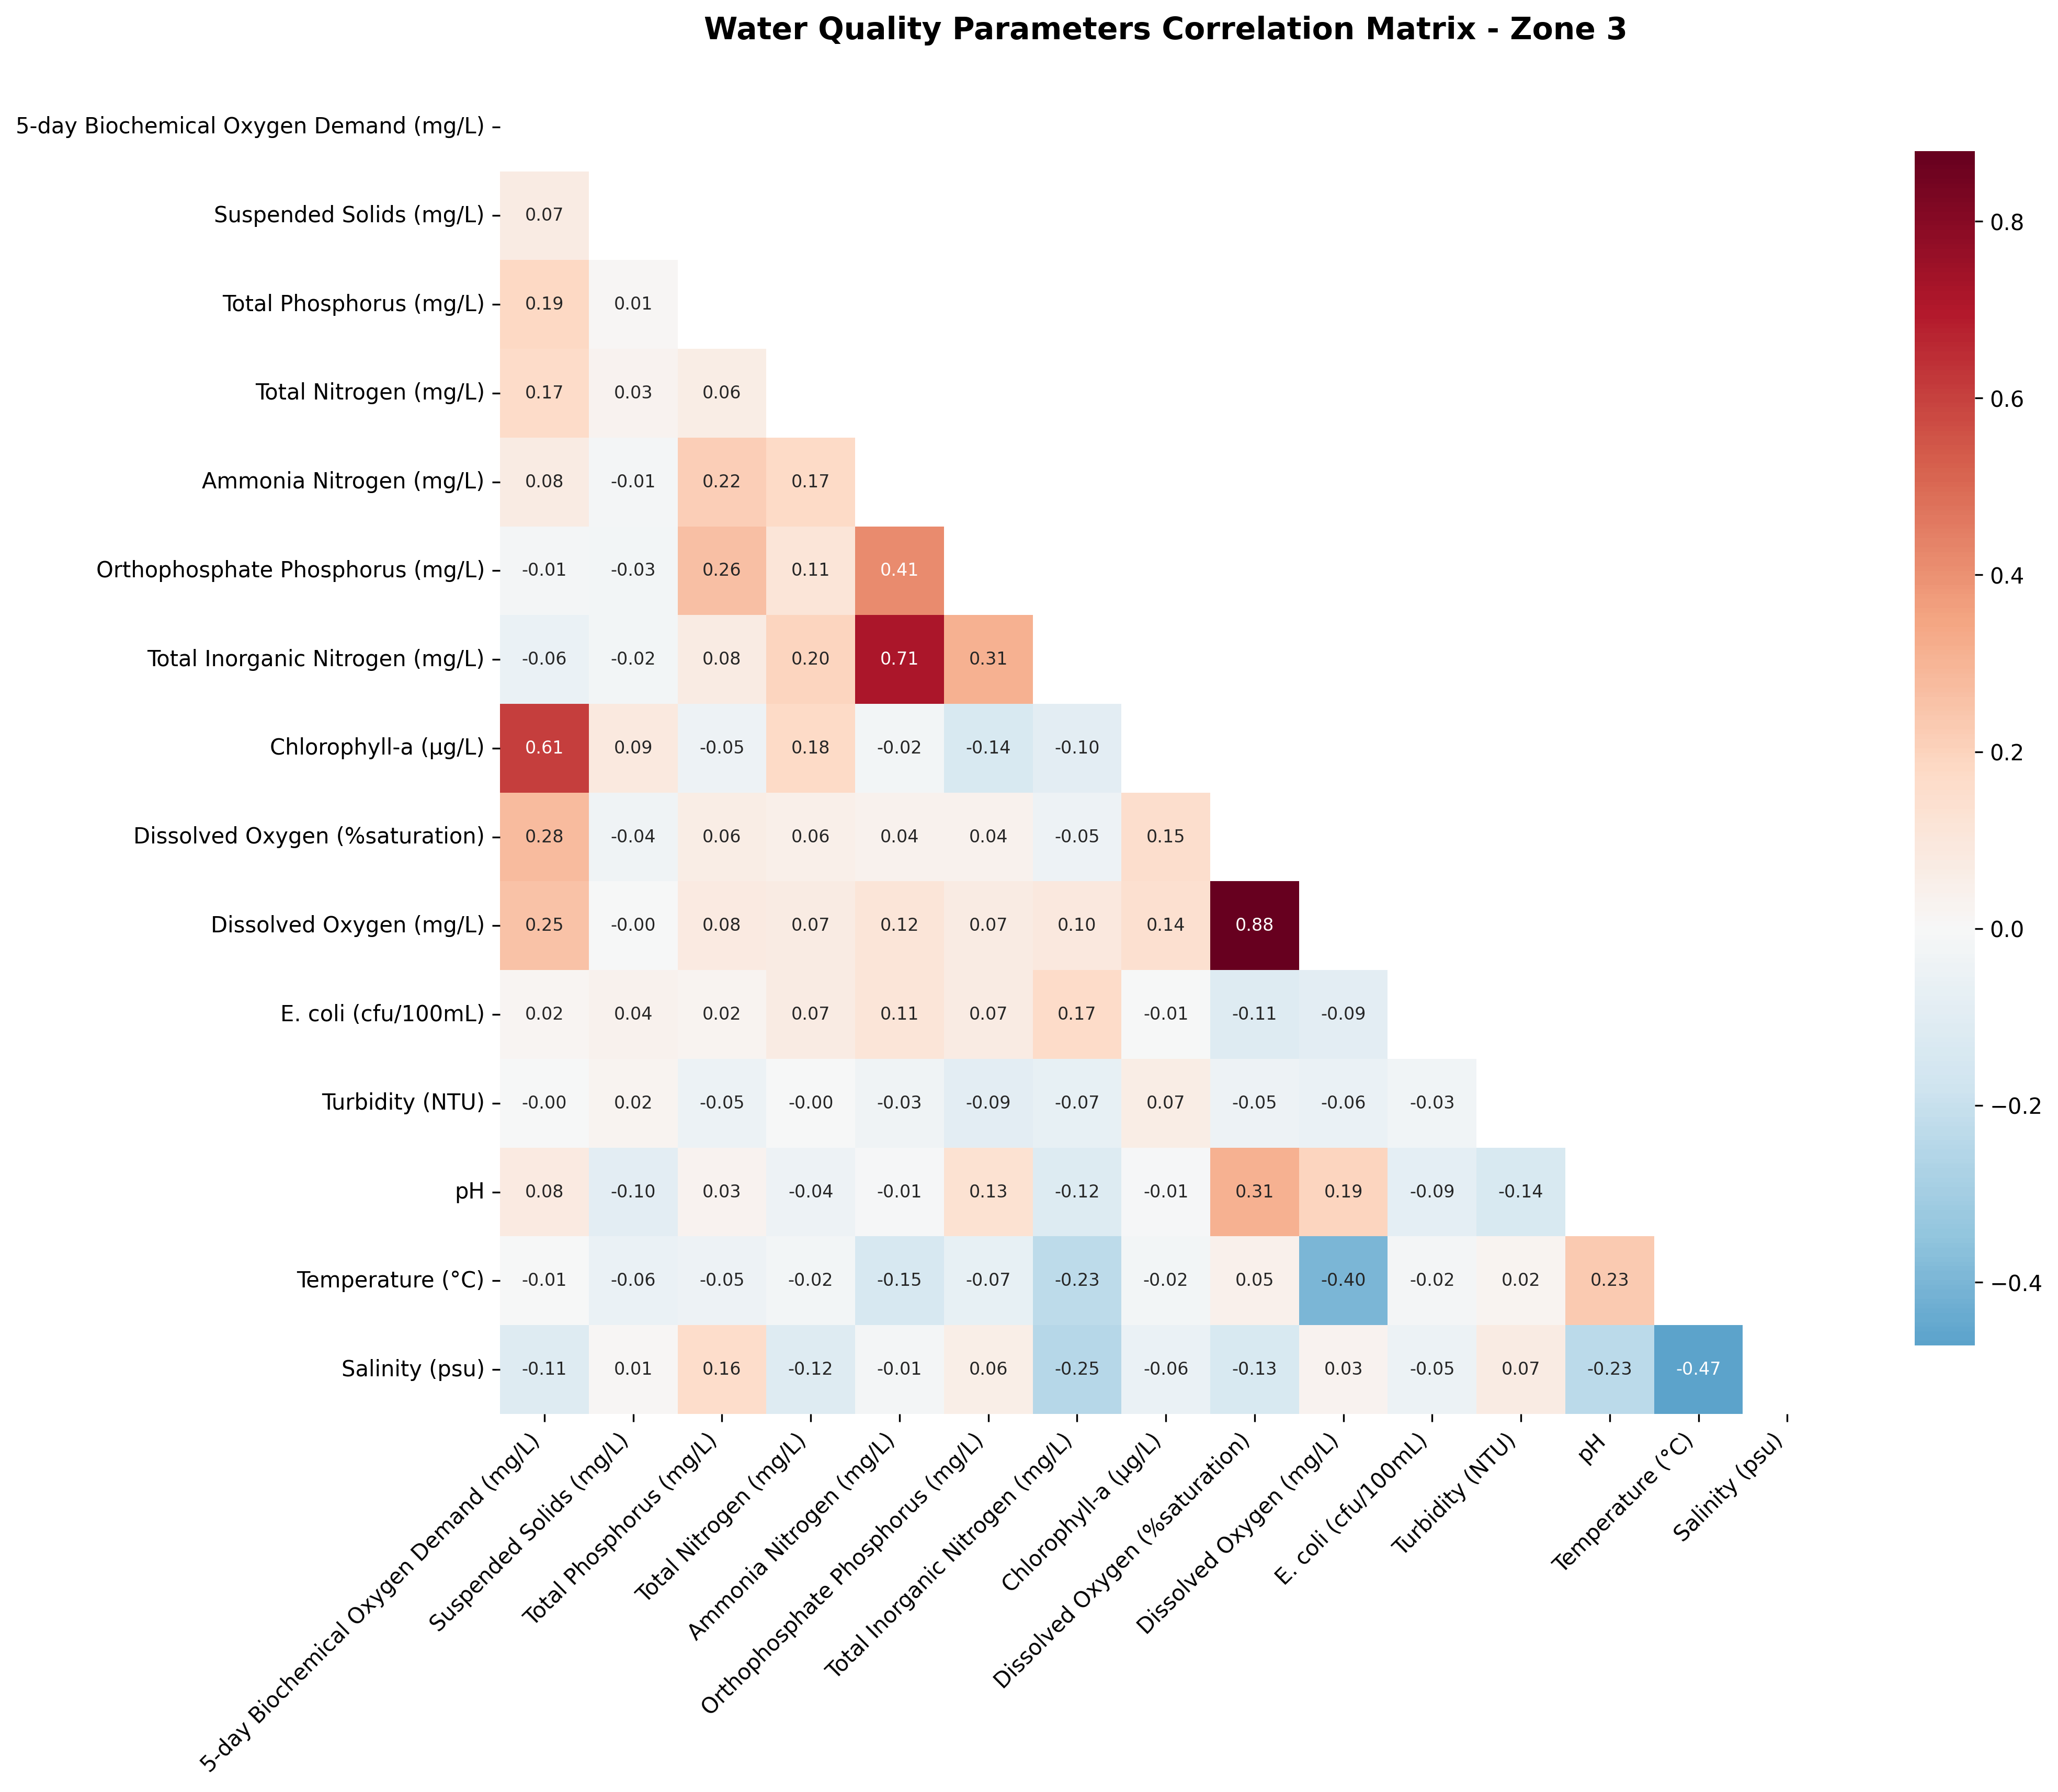 Water Quality Parameters Correlation Matrix - Zone 3
5-day Biochemical Oxygen Demand (mg/L)
Suspended Solids (mg/L) 0.07
Total Phosphorus (mg/L) 0.19 0.01
Total Nitrogen (mg/L) 0.17 0.03 0.06
Ammonia Nitrogen (mg/L) 0.08 -0.01 0.22 0.17
Orthophosphate Phosphorus (mg/L) -0.01 -0.03 0.26 0.11 0.41
Total Inorganic Nitrogen (mg/L) -0.06 -0.02 0.08 0.20 0.71 0.31
Chlorophyll-a (μg/L) 0.61 0.09 -0.05 0.18 -0.02 -0.14 -0.10
Dissolved Oxygen (%saturation) 0.28 -0.04 0.06 0.06 0.04 0.04 -0.05 0.15
Dissolved Oxygen (mg/L) 0.25 -0.00 0.08 0.07 0.12 0.07 0.10 0.14 0.88
E. coli (cfu/100mL) 0.02 0.04 0.02 0.07 0.11 0.07 0.17 -0.01 -0.11 -0.09
Turbidity (NTU) -0.00 0.02 -0.05 -0.00 -0.03 -0.09 -0.07 0.07 -0.05 -0.06 -0.03
pH 0.08 -0.10 0.03 -0.04 -0.01 0.13 -0.12 -0.01 0.31 0.19 -0.09 -0.14
Temperature (°C) -0.01 -0.06 -0.05 -0.02 -0.15 -0.07 -0.23 -0.02 0.05 -0.40 -0.02 0.02 0.23
Salinity (psu) -0.11 0.01 0.16 -0.12 -0.01 0.06 -0.25 -0.06 -0.13 0.03 -0.05 0.07 -0.23 -0.47
5-day Biochemical Oxygen Demand (mg/L)
Suspended Solids (mg/L)
Total Phosphorus (mg/L)
Total Nitrogen (mg/L)
Ammonia Nitrogen (mg/L)
Orthophosphate Phosphorus (mg/L)
Total Inorganic Nitrogen (mg/L)
Chlorophyll-a (μg/L)
Dissolved Oxygen (%saturation)
Dissolved Oxygen (mg/L)
E. coli (cfu/100mL)
Turbidity (NTU)
pH
Temperature (°C)
Salinity (psu)
0.8
0.6
0.4
0.2
0.0
−0.2
−0.4